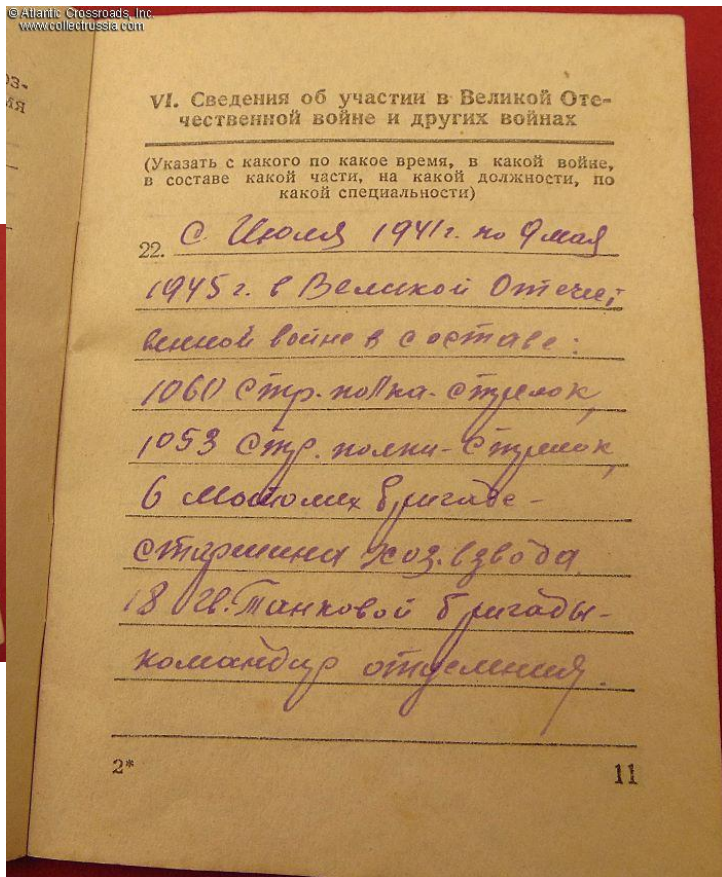 © Atlantic Crossroads, Inc.
www.collectrussia.com
оз-
мя
VI. Сведения об участии в Великой Оте-
чественной войне и других войнах
(Указать с какого по какое время, в какой войне,
в составе какой части, на какой должности, по
какой специальности)
22. С Июля 1941 г. по 9 мая
1945 г. в Великой Отечест
венной войне в составе:
1060 стр. полка - стрелок,
1053 стр. полка - стрелок,
6 бригаде -
старшина хоз. взвода
18 Гв. Танковой бригады -
командир отделения.
2*
11